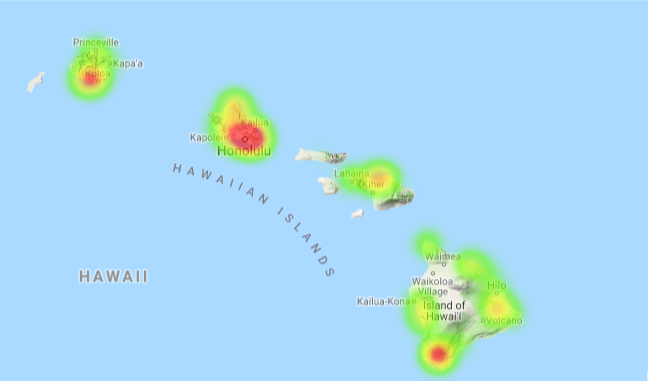 Princeville
Kapa'a
Koloa
Kailua
Kapolei
Honolulu
HAWAIIAN ISLANDS
Lahaina
Kihei
HAWAII
Waimea
Waikoloa
Village
Hilo
Kailua-Kona
Island of
Hawai'i
Volcano